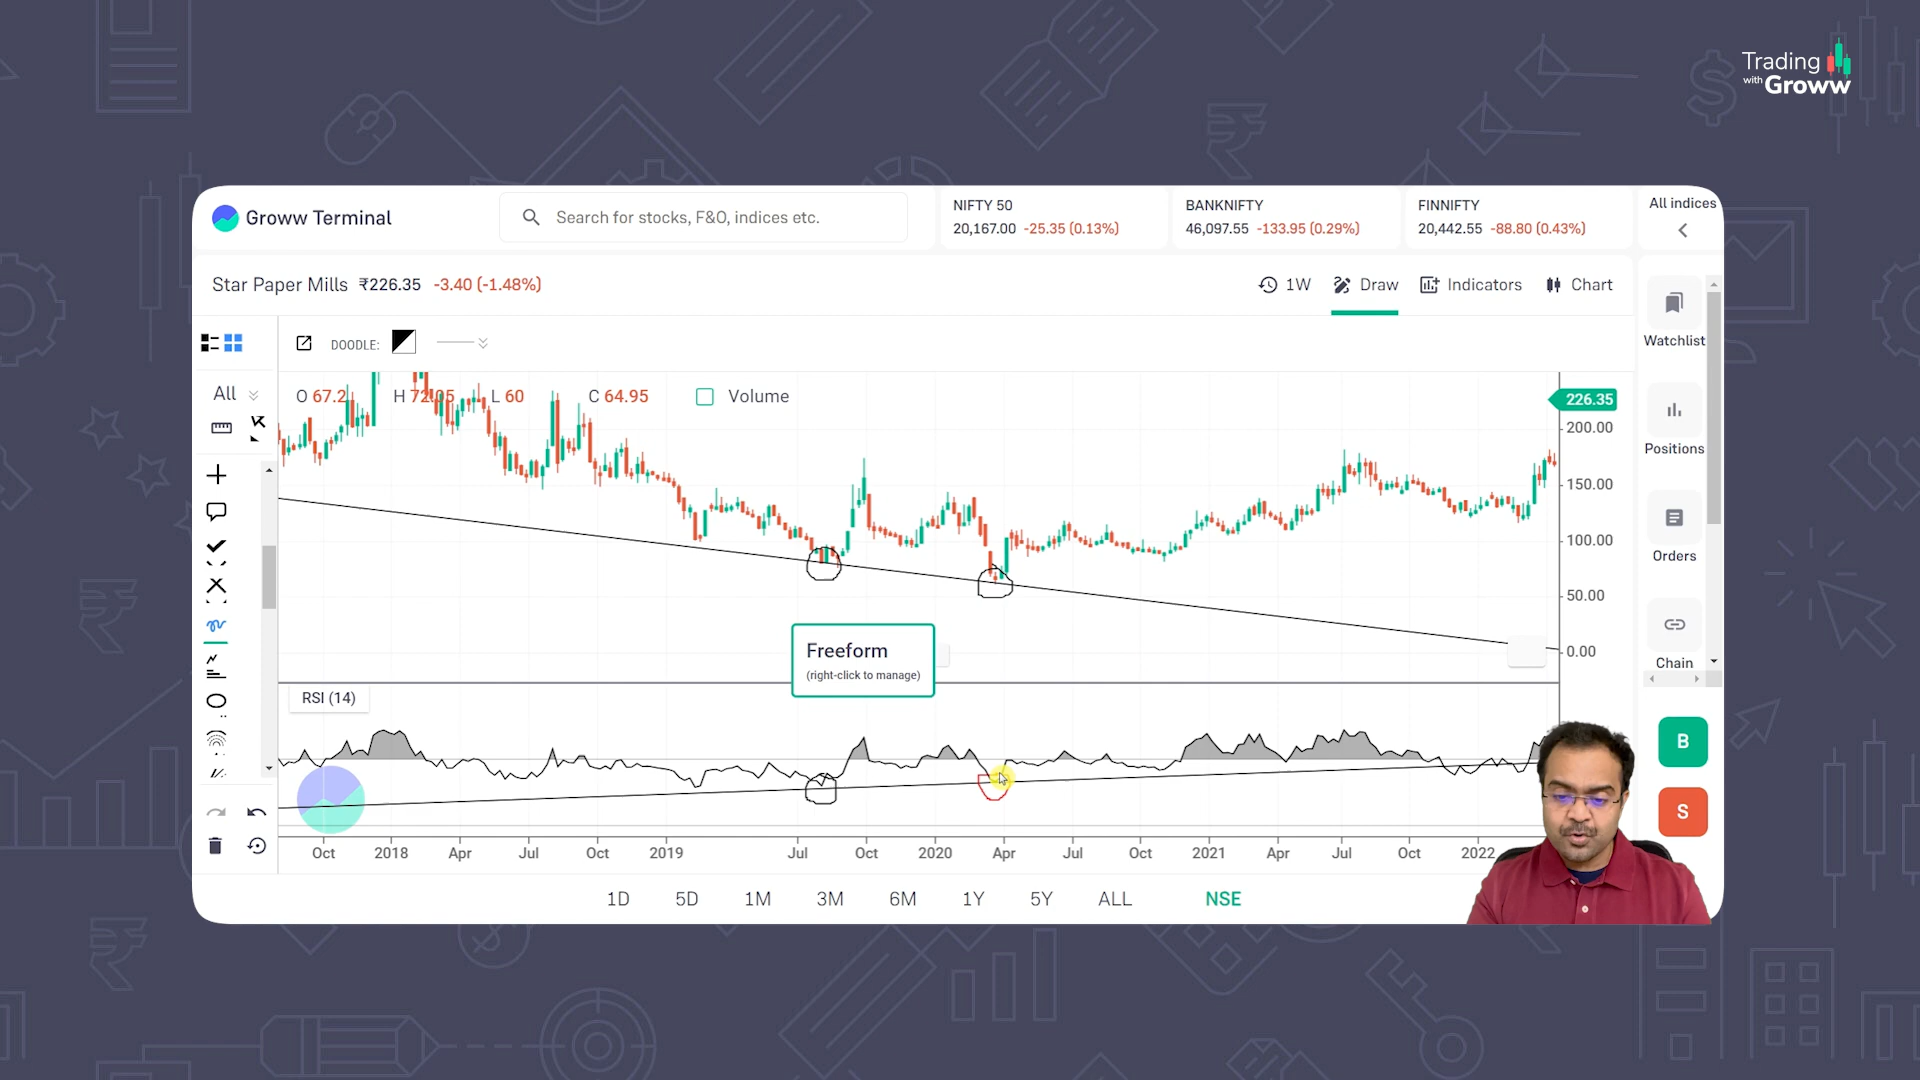 Trading
with Groww
Groww Terminal
Search for stocks, F&O, indices etc.
NIFTY 50
20,167.00 -25.35 (0.13%)
BANKNIFTY
46,097.55 -133.95 (0.29%)
FINNIFTY
20,442.55 -88.80 (0.43%)
All indices
Star Paper Mills ₹226.35 -3.40 (-1.48%)
1W
Draw
Indicators
Chart
DOODLE:
All
O 67.2 H 72.05 L 60 C 64.95
Volume
226.35
200.00
150.00
100.00
50.00
0.00
Freeform
(right-click to manage)
RSI (14)
Oct 2018 Apr Jul Oct 2019 Jul Oct 2020 Apr Jul Oct 2021 Apr Jul Oct 2022
1D 5D 1M 3M 6M 1Y 5Y ALL NSE
Watchlist
Positions
Orders
Chain
B
S